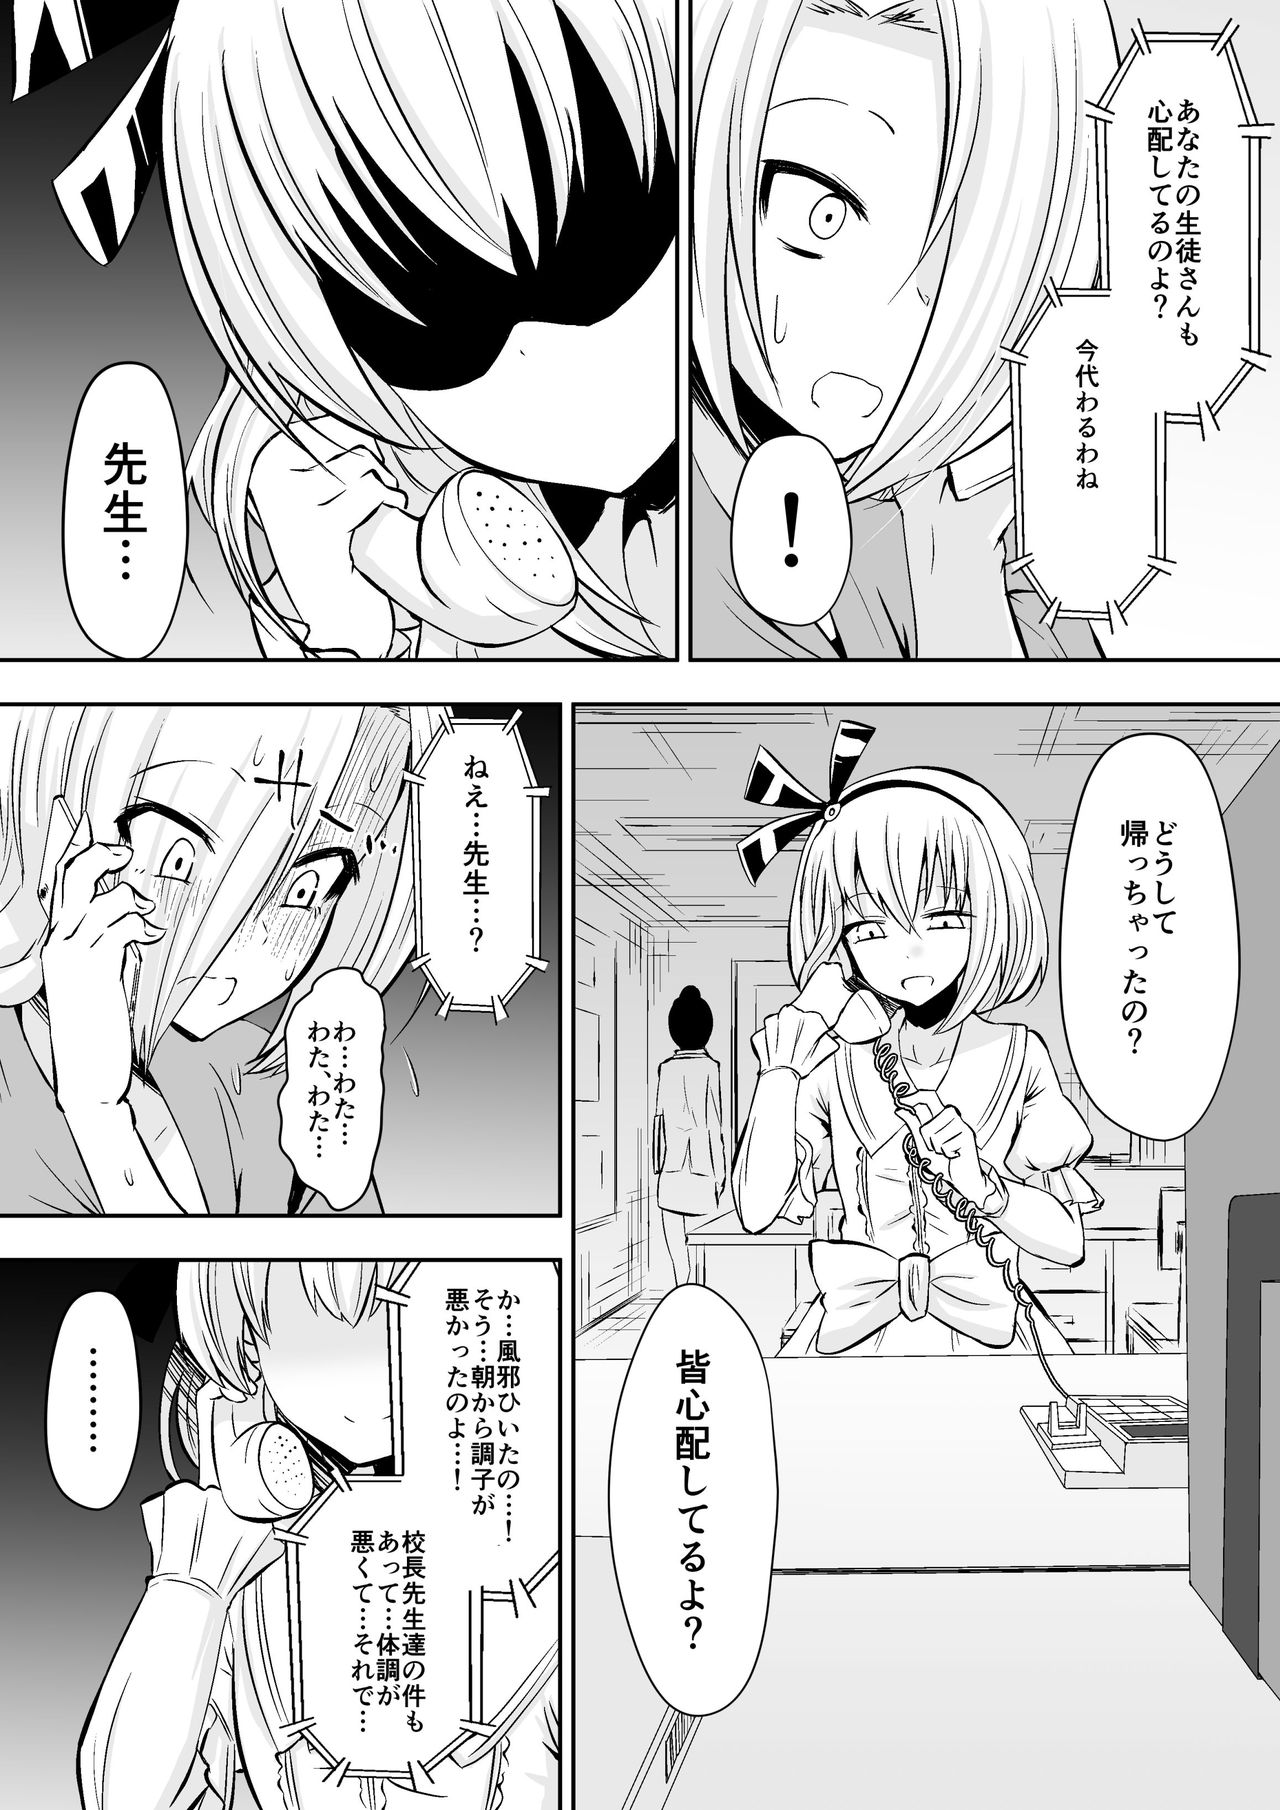 あなたの生徒さんも
心配してるのよ？
今代わるわね
！
先生…
どうして
帰っちゃったの？
皆心配してるよ？
ねえ…先生…？
わ…わた…
わた、わた…
か…風邪ひいたの…！
そう…朝から調子が
悪かったのよ…！
校長先生達の件も
あって…体調が
悪くて…それで…
………